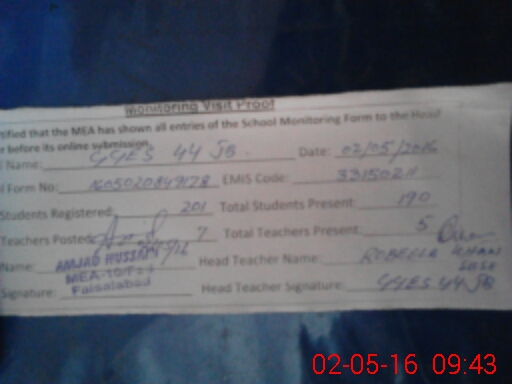 Monitoring Visit Proof
tified that the MEA has shown all entries of the School Monitoring Form to the Head
r before its online submission.
Name: GGES 44 JB. Date: 02/05/2016
l Form No: EMIS Code: 33150211
Students Registered: 201 Total Students Present: 190
Teachers Posted: 7 Total Teachers Present: 5
Name: AMJAD HUSSAIN Head Teacher Name: ROBEELA KHAN
MEA- SESE
Signature: Faisalabad Head Teacher Signature: GGES 44 JB
02-05-16 09:43